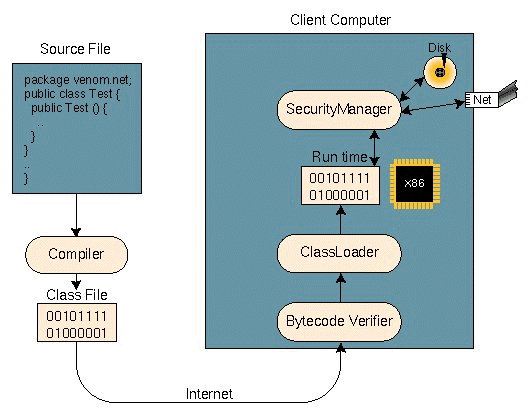 Source File
package venom.net;
public class Test {
public Test () {
..
}
}
..
}
Compiler
Class File
00101111
01000001
Internet
Client Computer
Disk
Net
SecurityManager
Run time
00101111
01000001
X86
ClassLoader
Bytecode Verifier